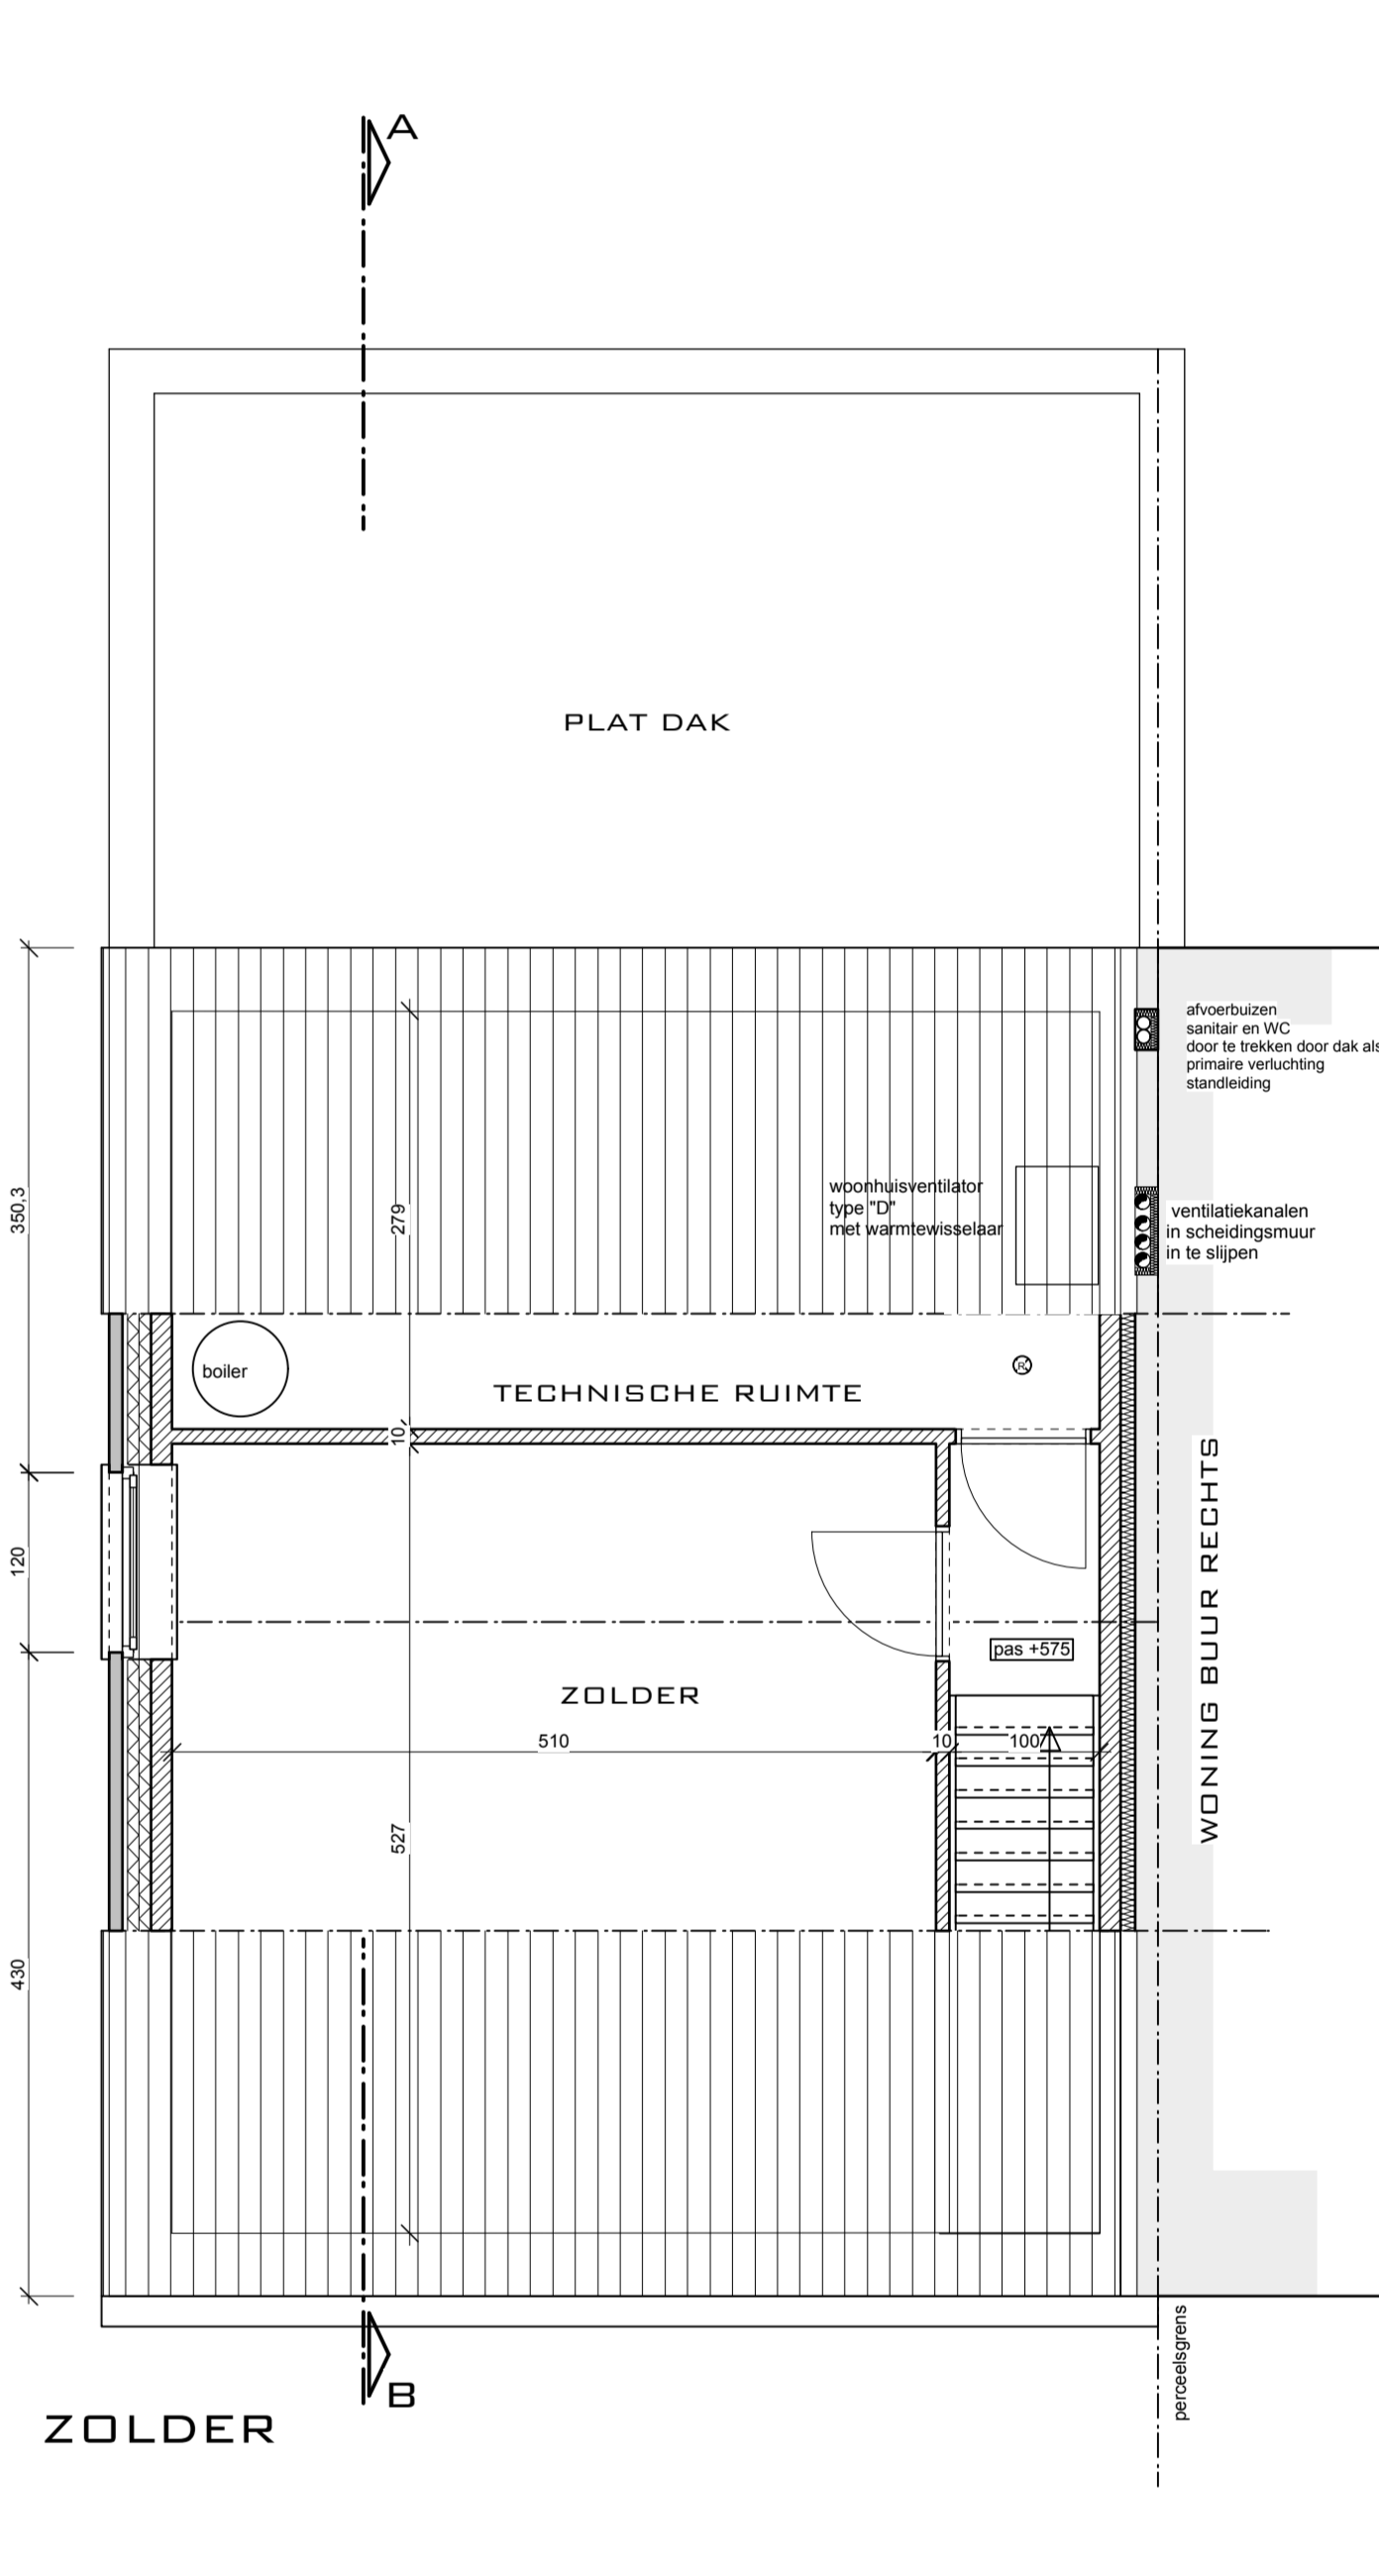 A
PLAT DAK
afvoerbuizen
sanitair en WC
door te trekken door dak als
primaire verluchting
standleiding
350,3
279
woonhuisventilator
type "D"
met warmtewisselaar
ventilatiekanalen
in scheidingsmuur
in te slijpen
boiler
R
TECHNISCHE RUIMTE
10
120
WONING BUUR RECHTS
pas +575
ZOLDER
510
10
100
527
430
perceelsgrens
B
ZOLDER